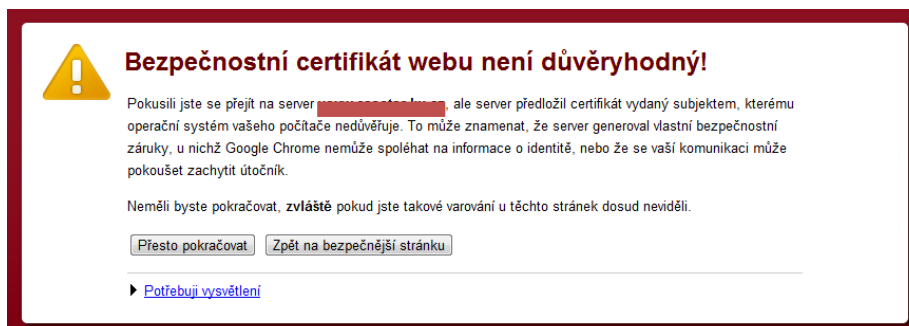 Bezpečnostní certifikát webu není důvěryhodný!
Pokusili jste se přejít na server , ale server předložil certifikát vydaný subjektem, kterému
operační systém vašeho počítače nedůvěřuje. To může znamenat, že server generoval vlastní bezpečnostní
záruky, u nichž Google Chrome nemůže spoléhat na informace o identitě, nebo že se vaší komunikaci může
pokoušet zachytit útočník.
Neměli byste pokračovat, zvláště pokud jste takové varování u těchto stránek dosud neviděli.
Přesto pokračovat Zpět na bezpečnější stránku
Potřebuji vysvětlení